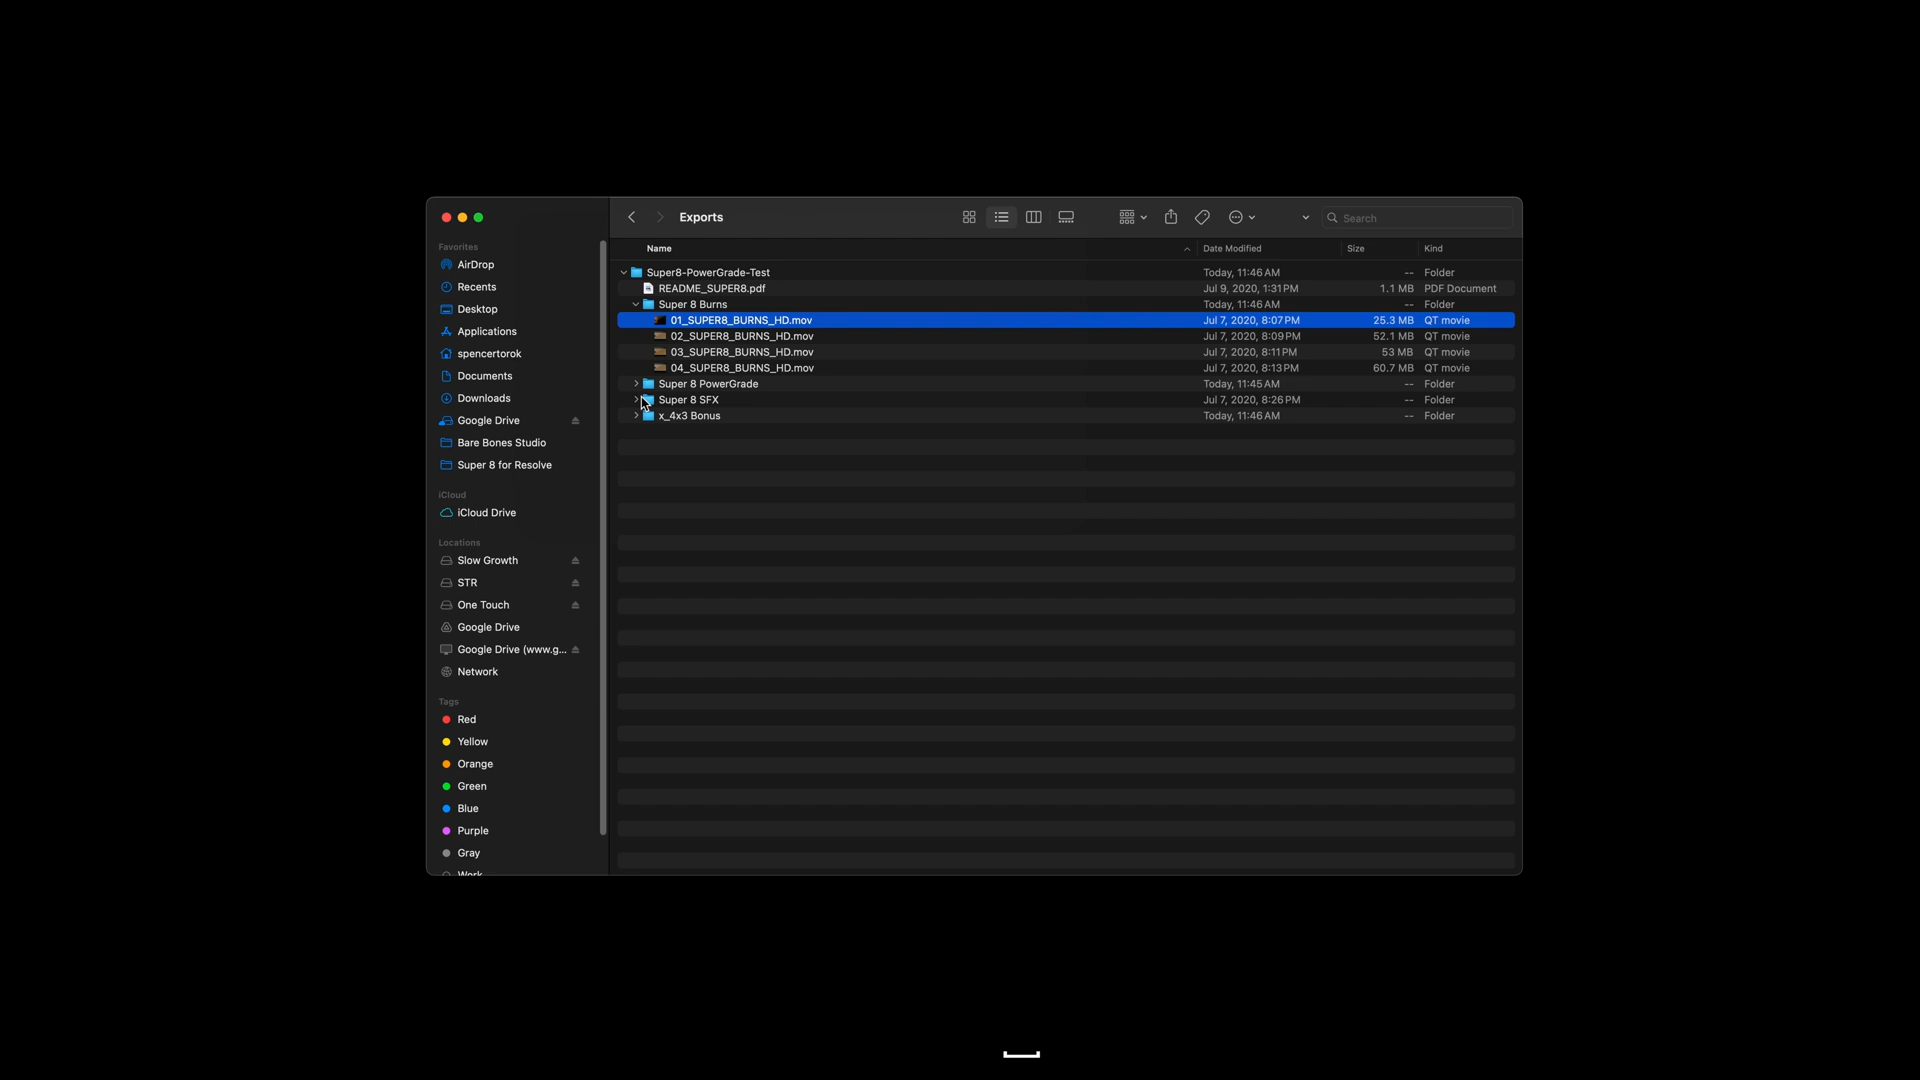 Exports
Search
Favorites
AirDrop
Recents
Desktop
Applications
spencertorok
Documents
Downloads
Google Drive
Bare Bones Studio
Super 8 for Resolve
iCloud
iCloud Drive
Locations
Slow Growth
STR
One Touch
Google Drive
Google Drive (www.g...
Network
Tags
Red
Yellow
Orange
Green
Blue
Purple
Gray
Work
Name Date Modified Size Kind
Super8-PowerGrade-Test Today, 11:46 AM -- Folder
README_SUPER8.pdf Jul 9, 2020, 1:31 PM 1.1 MB PDF Document
Super 8 Burns Today, 11:46 AM -- Folder
01_SUPER8_BURNS_HD.mov Jul 7, 2020, 8:07 PM 25.3 MB QT movie
02_SUPER8_BURNS_HD.mov Jul 7, 2020, 8:09 PM 52.1 MB QT movie
03_SUPER8_BURNS_HD.mov Jul 7, 2020, 8:11 PM 53 MB QT movie
04_SUPER8_BURNS_HD.mov Jul 7, 2020, 8:13 PM 60.7 MB QT movie
Super 8 PowerGrade Today, 11:45 AM -- Folder
Super 8 SFX Jul 7, 2020, 8:26 PM -- Folder
x_4x3 Bonus Today, 11:46 AM -- Folder